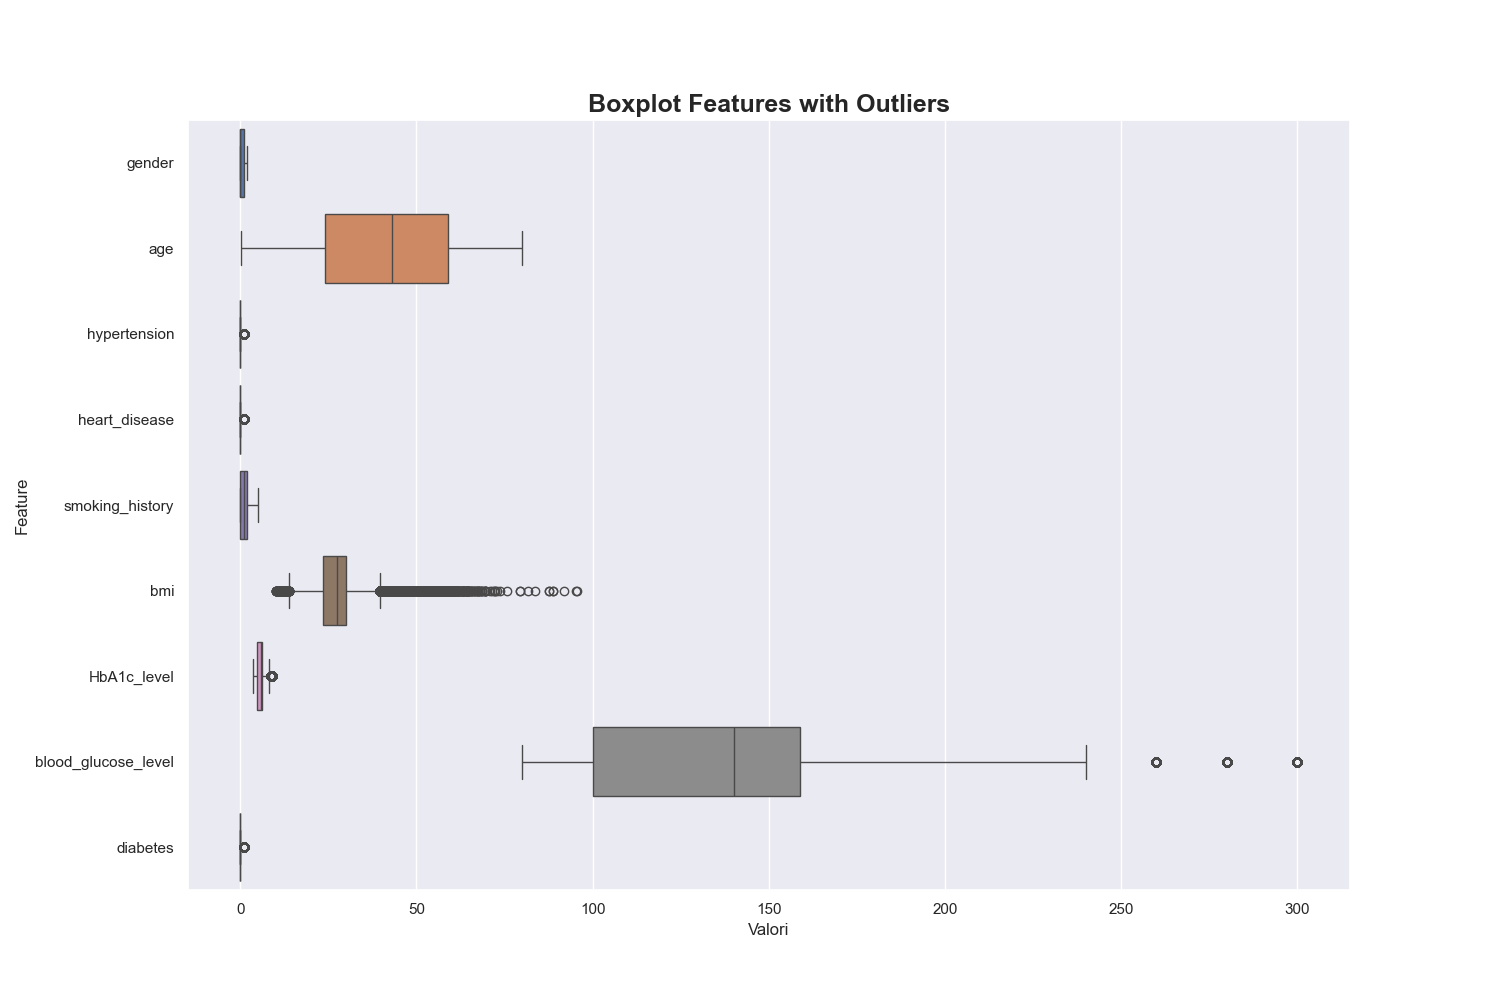 Boxplot Features with Outliers
gender
age
hypertension
heart_disease
smoking_history
bmi
HbA1c_level
blood_glucose_level
diabetes
Feature
0 50 100 150 200 250 300
Valori